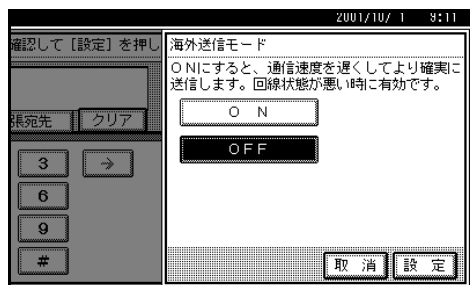 2001/10/ 1 9:11
確認して［設定］を押し
海外送信モード
ONにすると、通信速度を遅くしてより確実に
送信します。回線状態が悪い時に有効です。
ON
OFF
張宛先
クリア
3
→
6
9
#
取 消
設 定